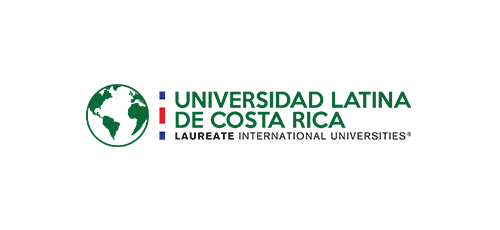 UNIVERSIDAD LATINA
DE COSTA RICA
LAUREATE INTERNATIONAL UNIVERSITIES®